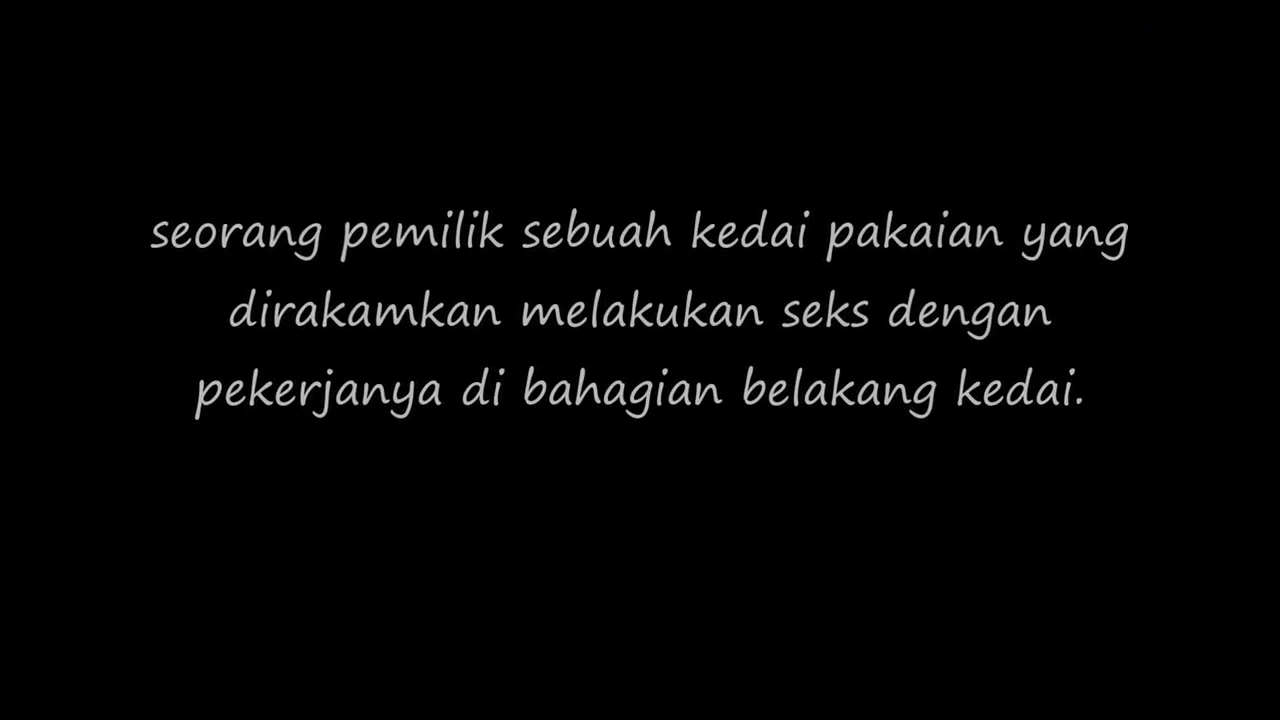 seorang pemilik sebuah kedai pakaian yang
dirakamkan melakukan seks dengan
pekerjanya di bahagian belakang kedai.